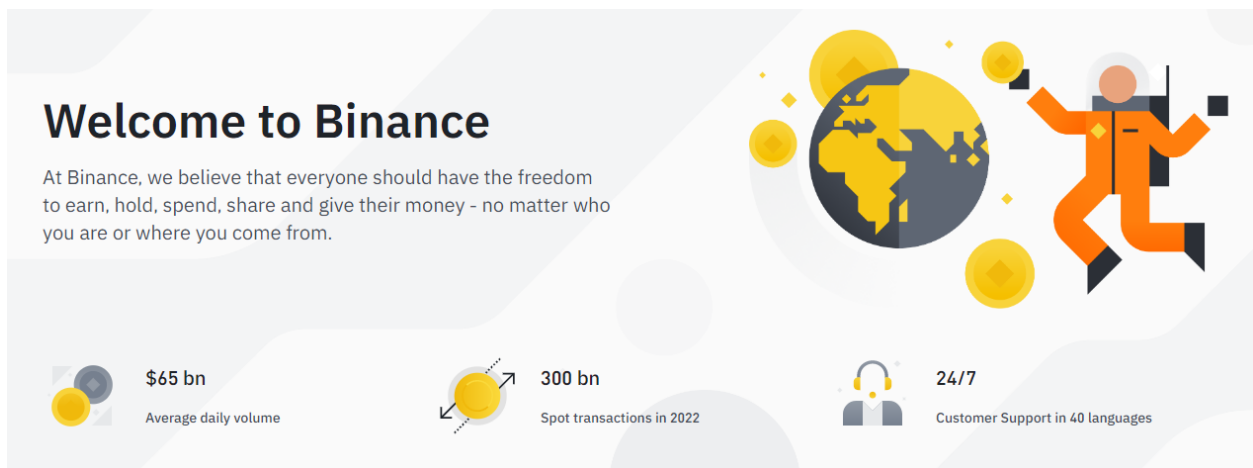 Welcome to Binance
At Binance, we believe that everyone should have the freedom
to earn, hold, spend, share and give their money - no matter who
you are or where you come from.
$65 bn
Average daily volume
300 bn
Spot transactions in 2022
24/7
Customer Support in 40 languages